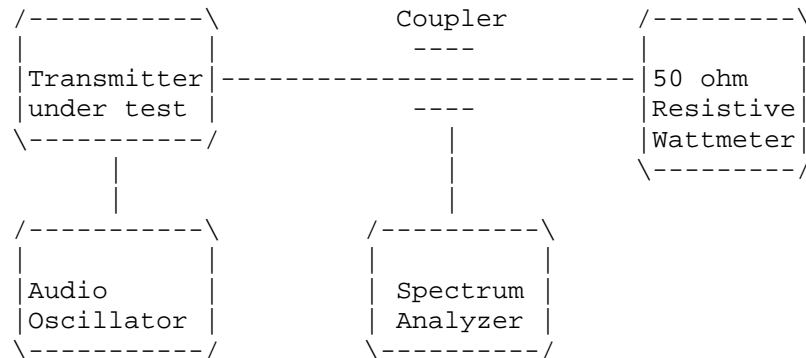 Coupler
Transmitter
under test
50 ohm
Resistive
Wattmeter
Audio
Oscillator
Spectrum
Analyzer